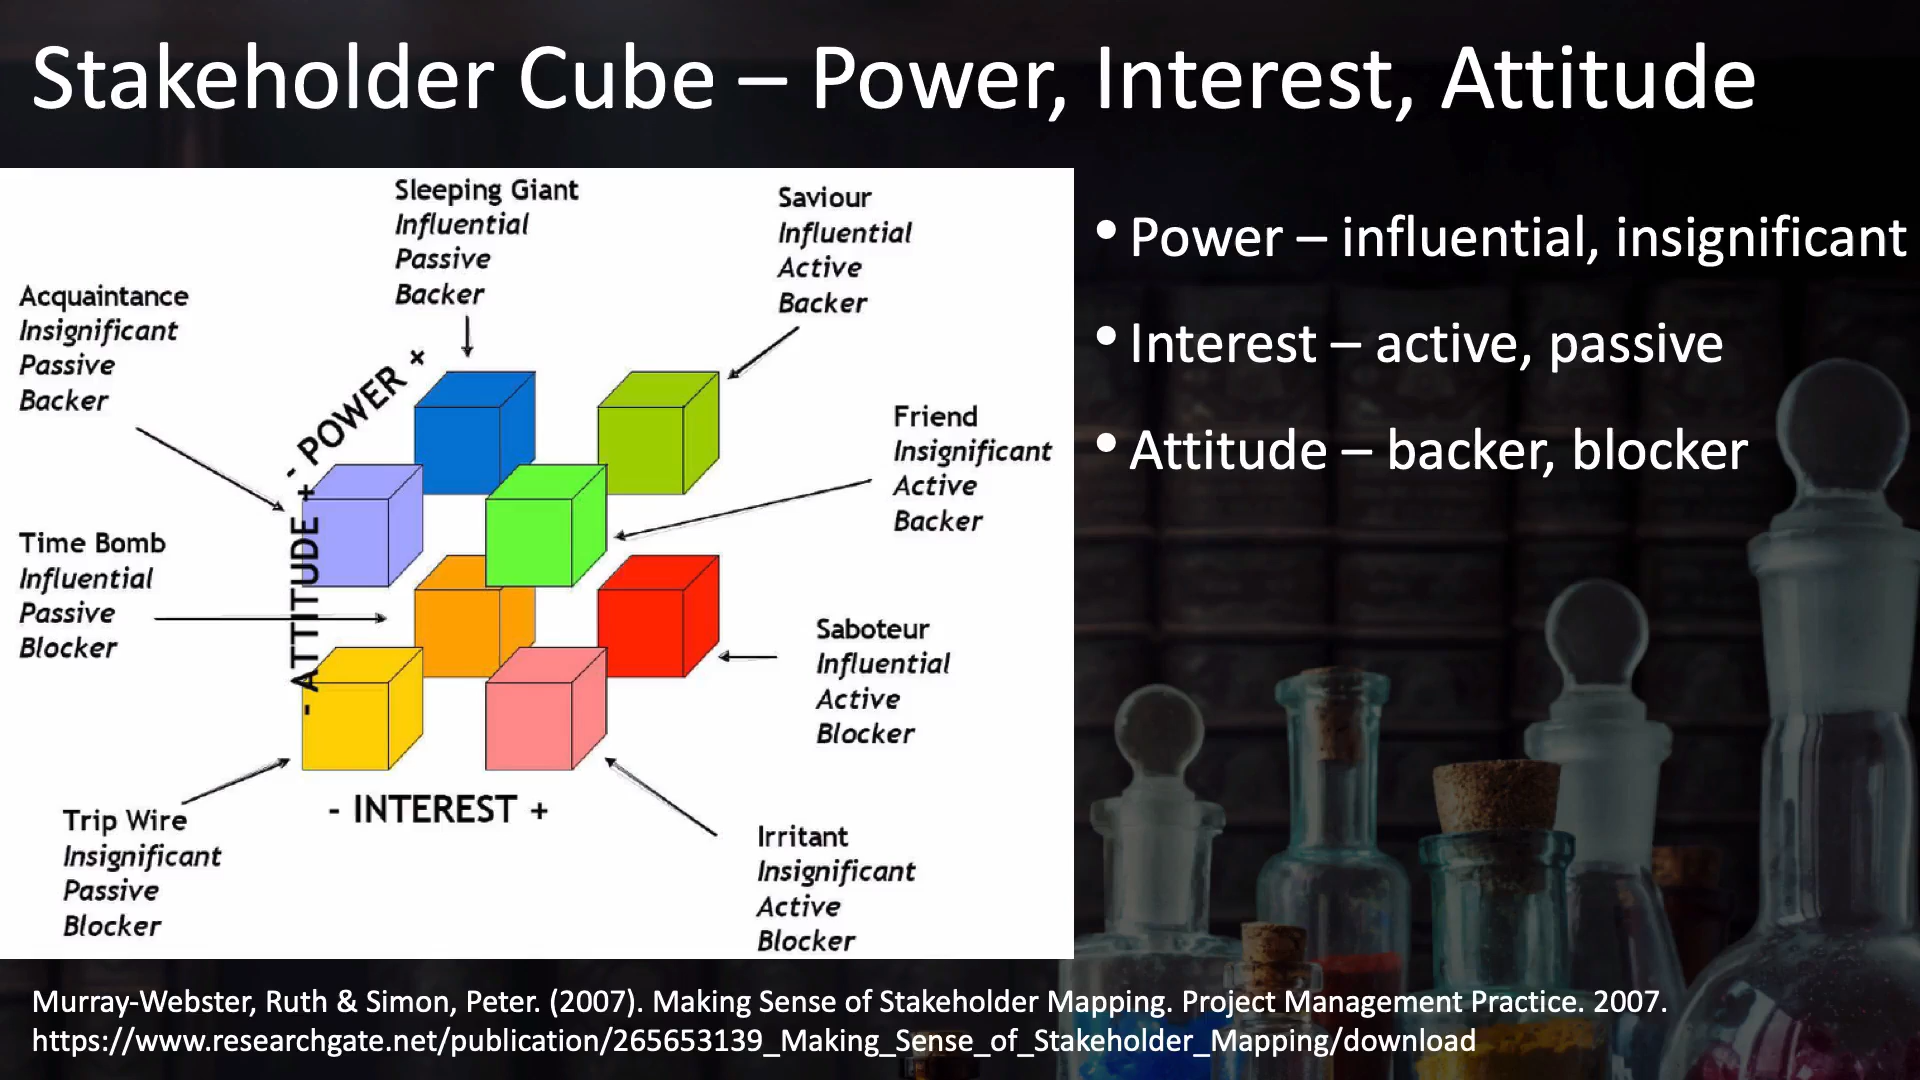 Stakeholder Cube – Power, Interest, Attitude
Sleeping Giant
Influential
Passive
Backer
Saviour
Influential
Active
Backer
Acquaintance
Insignificant
Passive
Backer
- POWER +
Friend
Insignificant
Active
Backer
- ATTITUDE +
Time Bomb
Influential
Passive
Blocker
Saboteur
Influential
Active
Blocker
- INTEREST +
Trip Wire
Insignificant
Passive
Blocker
Irritant
Insignificant
Active
Blocker
• Power – influential, insignificant
• Interest – active, passive
• Attitude – backer, blocker
Murray-Webster, Ruth & Simon, Peter. (2007). Making Sense of Stakeholder Mapping. Project Management Practice. 2007.
https://www.researchgate.net/publication/265653139_Making_Sense_of_Stakeholder_Mapping/download